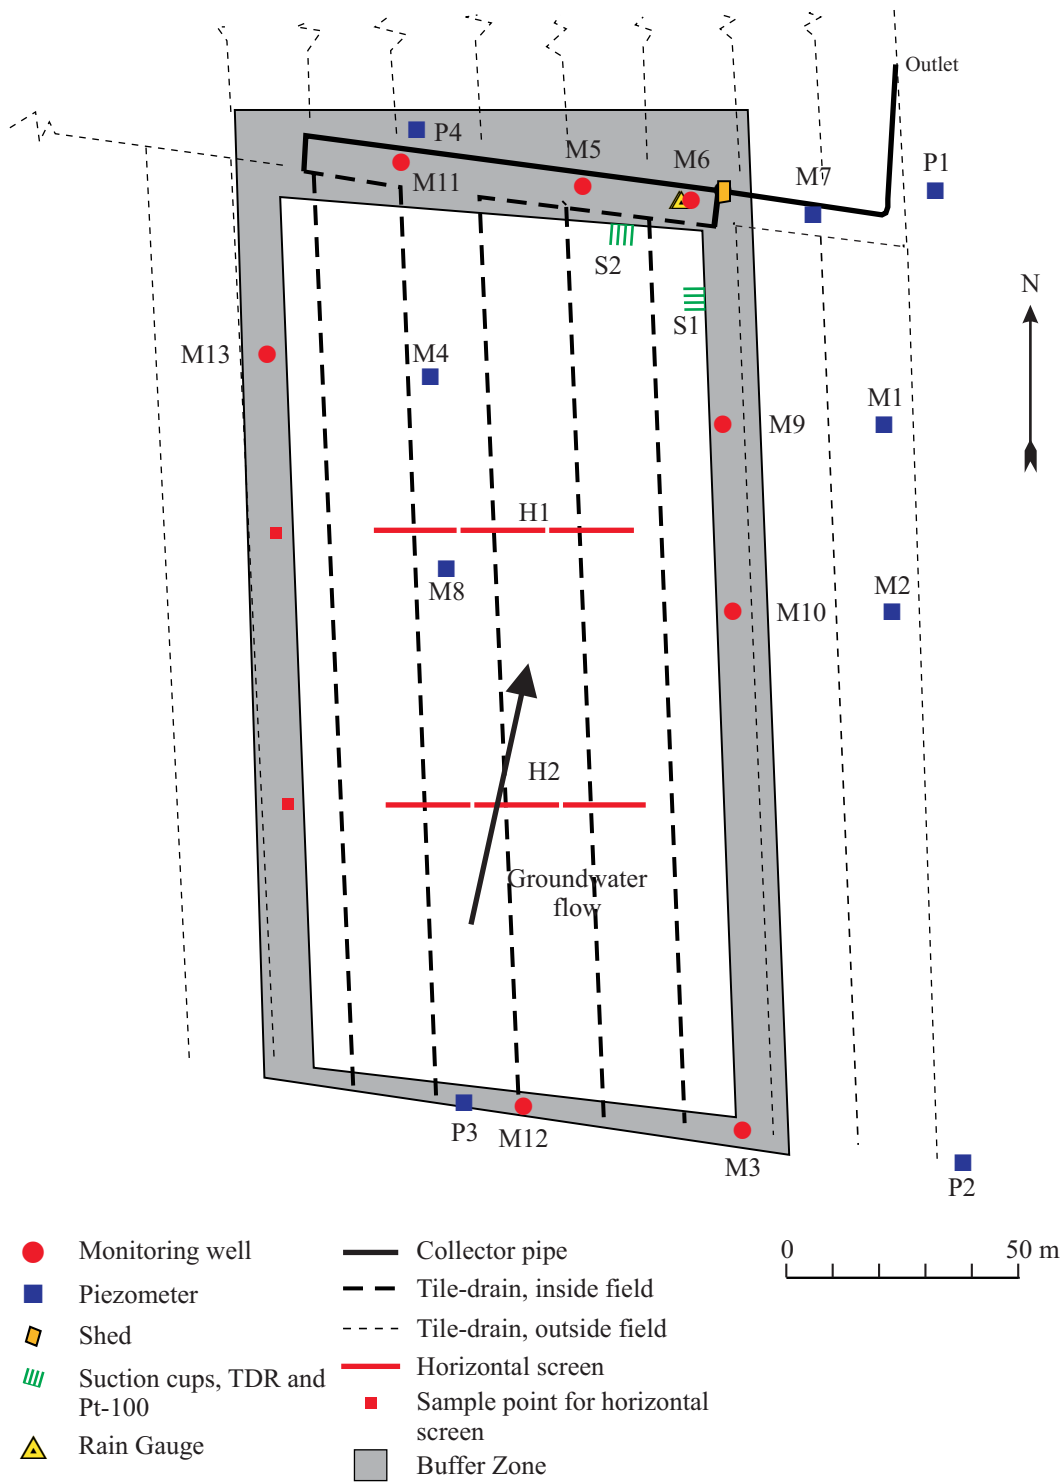 Outlet
P4
M5
M6
M7
P1
M11
S2
N
S1
M13
M4
M1
M9
H1
M8
M2
M10
H2
Groundwater
flow
P3
M12
M3
P2
0
50 m
Monitoring well
Piezometer
Shed
Suction cups, TDR and
Pt-100
Rain Gauge
Collector pipe
Tile-drain, inside field
Tile-drain, outside field
Horizontal screen
Sample point for horizontal
screen
Buffer Zone